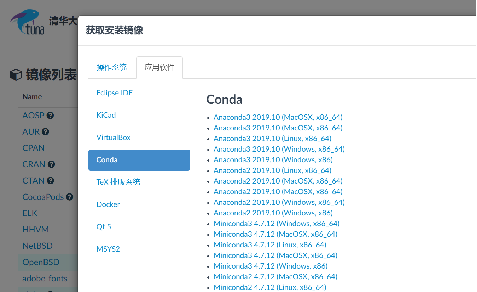 tuna 清华大
获取安装镜像
操作系统
应用软件
镜像列表
Name
AOSP
AUR
CPAN
CRAN
CTAN
CocoaPods
ELK
HHVM
NetBSD
OpenBSD
adobe-fonts
Eclipse IDE
KiCad
VirtualBox
Conda
TeX 排版系统
Docker
Qt 5
MSYS2
Conda
Anaconda3 2019.10 (MacOSX, x86_64)
Anaconda3 2019.10 (MacOSX, x86_64)
Anaconda3 2019.10 (Linux, x86_64)
Anaconda3 2019.10 (Windows, x86_64)
Anaconda3 2019.10 (Windows, x86)
Anaconda2 2019.10 (Linux, x86_64)
Anaconda2 2019.10 (MacOSX, x86_64)
Anaconda2 2019.10 (MacOSX, x86_64)
Anaconda2 2019.10 (Windows, x86_64)
Anaconda2 2019.10 (Windows, x86)
Miniconda3 4.7.12 (Windows, x86_64)
Miniconda3 4.7.12 (MacOSX, x86_64)
Miniconda3 4.7.12 (Linux, x86_64)
Miniconda3 4.7.12 (MacOSX, x86_64)
Miniconda3 4.7.12 (Windows, x86)
Miniconda2 4.7.12 (MacOSX, x86_64)
Miniconda2 4.7.12 (Linux, x86_64)